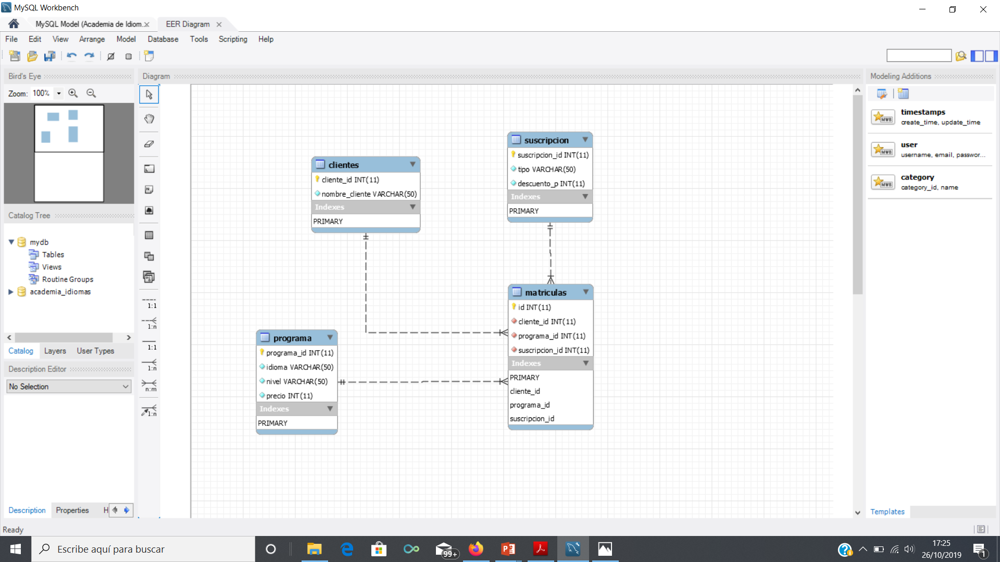 MySQL Workbench
MySQL Model (Academia de Idiom.
EER Diagram
File Edit View Arrange Model Database Tools Scripting Help
Bird's Eye
Zoom: 100%
Catalog Tree
mydb
Tables
Views
Routine Groups
academia_idiomas
Catalog Layers User Types
Description Editor
No Selection
Description Properties H
Diagram
1:1
1:n
1:1
1:n
n:m
1:n
clientes
cliente_id INT(11)
nombre_cliente VARCHAR(50)
Indexes
PRIMARY
suscripcion
suscripcion_id INT(11)
tipo VARCHAR(50)
descuento_p INT(11)
Indexes
PRIMARY
programa
programa_id INT(11)
idioma VARCHAR(50)
nivel VARCHAR(50)
precio INT(11)
Indexes
PRIMARY
matriculas
id INT(11)
cliente_id INT(11)
programa_id INT(11)
suscripcion_id INT(11)
Indexes
PRIMARY
cliente_id
programa_id
suscripcion_id
Modeling Additions
MWB
timestamps
create_time, update_time
MWB
user
username, email, passwor...
MWB
category
category_id, name
Templates
Ready
Escribe aquí para buscar
99+
17:25
26/10/2019
1